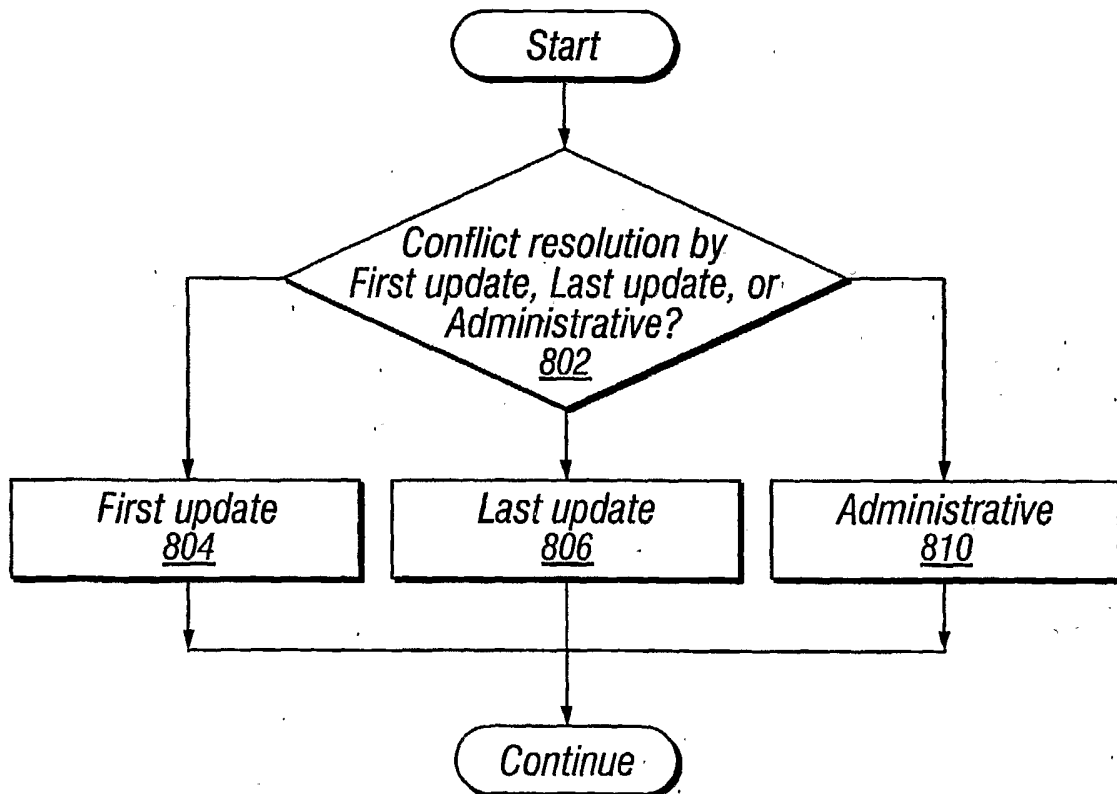 Start
Conflict resolution by
First update, Last update, or
Administrative?
802
First update
804
Last update
806
Administrative
810
Continue